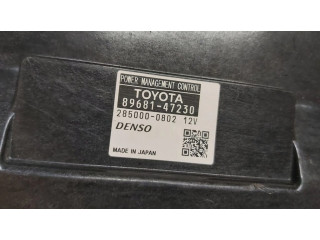 POWER MANAGEMENT CONTROL
TOYOTA
89681-47230
285000-0802 12V
DENSO
MADE IN JAPAN